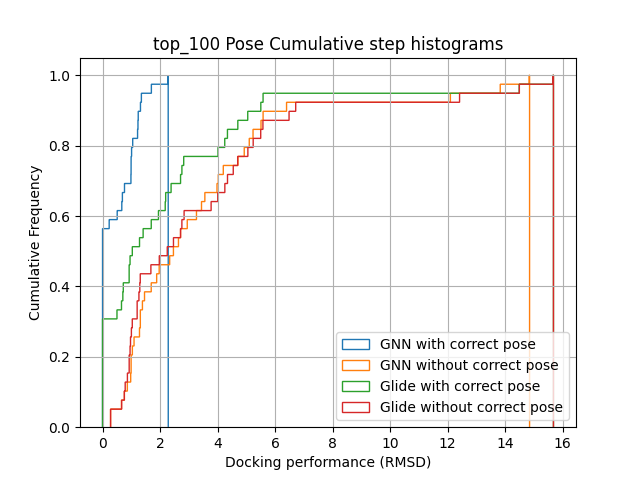 top_100 Pose Cumulative step histograms
Cumulative Frequency
1.0
0.8
0.6
0.4
0.2
0.0
GNN with correct pose
GNN without correct pose
Glide with correct pose
Glide without correct pose
0 2 4 6 8 10 12 14 16
Docking performance (RMSD)